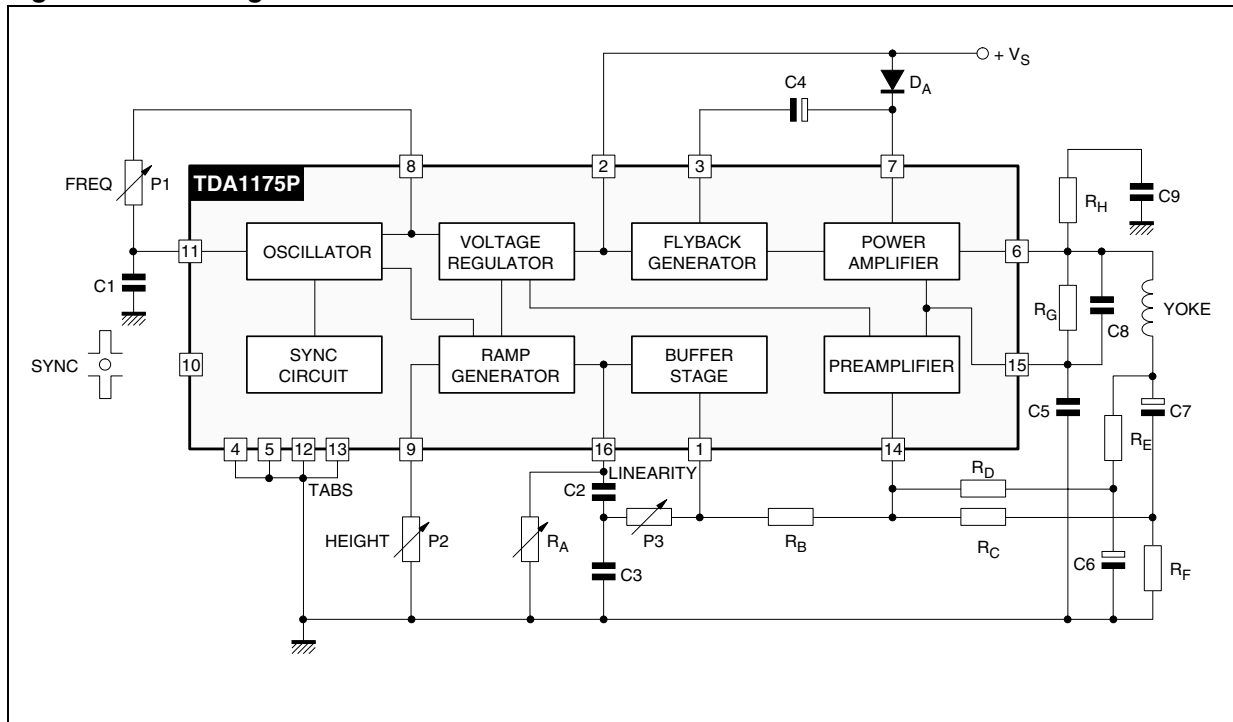 + VS
C4
DA
8
2
3
7
FREQ
P1
TDA1175P
RH
C9
11
OSCILLATOR
VOLTAGE
REGULATOR
FLYBACK
GENERATOR
POWER
AMPLIFIER
6
C1
RG
C8
YOKE
SYNC
10
SYNC
CIRCUIT
RAMP
GENERATOR
BUFFER
STAGE
PREAMPLIFIER
15
C5
C7
RE
4
5
12
13
9
16
1
14
TABS
LINEARITY
RD
C2
HEIGHT
P2
RA
P3
RB
RC
C3
C6
RF